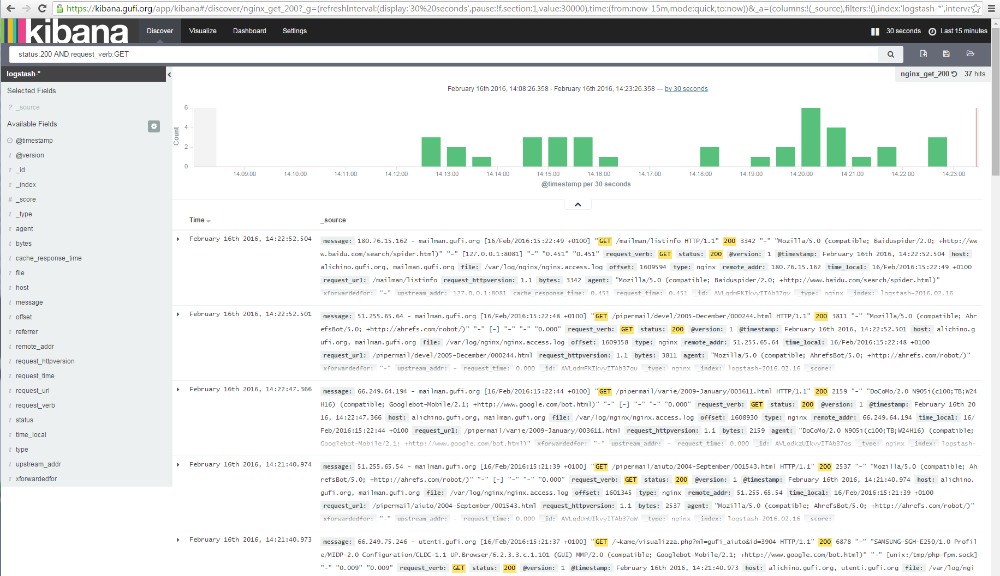 https://kibana.gufi.org/app/kibana#/discover/nginx_get_200?_g=(refreshInterval:(display:'30%20seconds',pause:!f,section:1,value:30000),time:(from:now-15m,mode:quick,to:now))&_a=(columns:!(_source),filters:!(),index:'logstash-*',interva
kibana Discover Visualize Dashboard Settings 30 seconds Last 15 minutes
status:200 AND request_verb:GET
logstash-*
nginx_get_200 37 hits
Selected Fields
? _source
Available Fields
@timestamp
t @version
t _id
t _index
# _score
t _type
t agent
t bytes
t cache_response_time
t file
t host
t message
t offset
t referrer
t remote_addr
t request_httpversion
t request_time
t request_url
t request_verb
t status
t time_local
t type
t upstream_addr
t xforwardedfor
February 16th 2016, 14:08:26.358 - February 16th 2016, 14:23:26.358 — by 30 seconds
Count
6
4
2
0
14:09:00 14:10:00 14:11:00 14:12:00 14:13:00 14:14:00 14:15:00 14:16:00 14:17:00 14:18:00 14:19:00 14:20:00 14:21:00 14:22:00 14:23:00
@timestamp per 30 seconds
Time _source
February 16th 2016, 14:22:52.504
message: 180.76.15.162 - mailman.gufi.org [16/Feb/2016:15:22:49 +0100] "GET /mailman/listinfo HTTP/1.1" 200 3342 "-" "Mozilla/5.0 (compatible; Baiduspider/2.0; +http://ww
w.baidu.com/search/spider.html)" "-" [127.0.0.1:8081] "-" "0.451" "0.451" request_verb: GET status: 200 @version: 1 @timestamp: February 16th 2016, 14:22:52.504 host:
alichino.gufi.org, mailman.gufi.org file: /var/log/nginx/nginx.access.log offset: 1609594 type: nginx remote_addr: 180.76.15.162 time_local: 16/Feb/2016:15:22:49 +0100
request_url: /mailman/listinfo request_httpversion: 1.1 bytes: 3342 agent: "Mozilla/5.0 (compatible; Baiduspider/2.0; +http://www.baidu.com/search/spider.html)"
xforwardedfor: "-" upstream_addr: 127.0.0.1:8081 cache_response_time: 0.451 request_time: 0.451 _id: _type: nginx _index: logstash-2016.02.16
February 16th 2016, 14:22:52.501
message: 51.255.65.64 - mailman.gufi.org [16/Feb/2016:15:22:48 +0100] "GET /pipermail/devel/2005-December/000244.html HTTP/1.1" 200 3811 "-" "Mozilla/5.0 (compatible; Ah
refsBot/5.0; +http://ahrefs.com/robot/)" "-" [-] "-" "-" "0.000" request_verb: GET status: 200 @version: 1 @timestamp: February 16th 2016, 14:22:52.501 host: alichino.g
ufi.org, mailman.gufi.org file: /var/log/nginx/nginx.access.log offset: 1609358 type: nginx remote_addr: 51.255.65.64 time_local: 16/Feb/2016:15:22:48 +0100
request_url: /pipermail/devel/2005-December/000244.html request_httpversion: 1.1 bytes: 3811 agent: "Mozilla/5.0 (compatible; AhrefsBot/5.0; +http://ahrefs.com/robot/)"
xforwardedfor: "-" upstream_addr: - request_time: 0.000 _id: _type: nginx _index: logstash-2016.02.16 _score:
February 16th 2016, 14:22:47.366
message: 66.249.64.194 - mailman.gufi.org [16/Feb/2016:15:22:44 +0100] "GET /pipermail/varie/2009-January/003611.html HTTP/1.1" 200 2159 "-" "DoCoMo/2.0 N905i(c100;TB;W24
H16) (compatible; Googlebot-Mobile/2.1; +http://www.google.com/bot.html)" "-" [-] "-" "-" "0.000" request_verb: GET status: 200 @version: 1 @timestamp: February 16th 20
16, 14:22:47.366 host: alichino.gufi.org, mailman.gufi.org file: /var/log/nginx/nginx.access.log offset: 1608930 type: nginx remote_addr: 66.249.64.194 time_local: 16/
Feb/2016:15:22:44 +0100 request_url: /pipermail/varie/2009-January/003611.html request_httpversion: 1.1 bytes: 2159 agent: "DoCoMo/2.0 N905i(c100;TB;W24H16) (compatible;
Googlebot-Mobile/2.1; +http://www.google.com/bot.html)" xforwardedfor: "-" upstream_addr: - request_time: 0.000 _id: _type: nginx _index: logstash-
February 16th 2016, 14:21:40.974
message: 51.255.65.54 - mailman.gufi.org [16/Feb/2016:15:21:39 +0100] "GET /pipermail/aiuto/2004-September/001543.html HTTP/1.1" 200 2537 "-" "Mozilla/5.0 (compatible; Ah
refsBot/5.0; +http://ahrefs.com/robot/)" "-" [-] "-" "-" "0.000" request_verb: GET status: 200 @version: 1 @timestamp: February 16th 2016, 14:21:40.974 host: alichino.
gufi.org, mailman.gufi.org file: /var/log/nginx/nginx.access.log offset: 1601345 type: nginx remote_addr: 51.255.65.54 time_local: 16/Feb/2016:15:21:39 +0100
request_url: /pipermail/aiuto/2004-September/001543.html request_httpversion: 1.1 bytes: 2537 agent: "Mozilla/5.0 (compatible; AhrefsBot/5.0; +http://ahrefs.com/robot/)"
xforwardedfor: "-" upstream_addr: - request_time: 0.000 _id: _type: nginx _index: logstash-2016.02.16 _score:
February 16th 2016, 14:21:40.973
message: 66.249.75.246 - utenti.gufi.org [16/Feb/2016:15:21:37 +0100] "GET /~kame/visualizza.php?ml=gufi_aiuto&id=3904 HTTP/1.1" 200 6878 "-" "SAMSUNG-SGH-E250/1.0 Profil
e/MIDP-2.0 Configuration/CLDC-1.1 UP.Browser/6.2.3.3.c.1.101 (GUI) MMP/2.0 (compatible; Googlebot-Mobile/2.1; +http://www.google.com/bot.html)" "-" [unix:/tmp/php-fpm.sock]
"-" "0.009" "0.009" request_verb: GET status: 200 @version: 1 @timestamp: February 16th 2016, 14:21:40.973 host: alichino.gufi.org, utenti.gufi.org file: /var/log/ngi